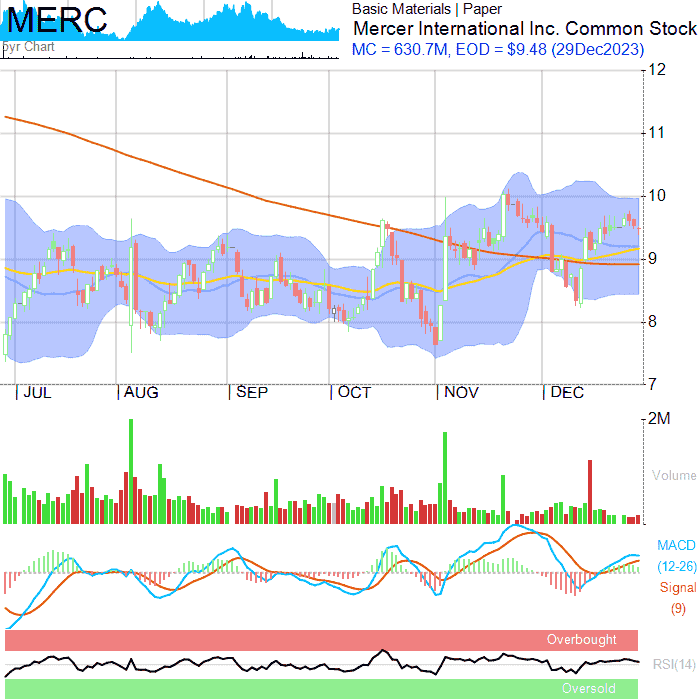 MERC
5yr Chart
Basic Materials | Paper
Mercer International Inc. Common Stock
MC = 630.7M, EOD = $9.48 (29Dec2023)
12
11
10
9
8
7
JUL AUG SEP OCT NOV DEC
2M
Volume
MACD
(12-26)
Signal
(9)
Overbought
RSI(14)
Oversold